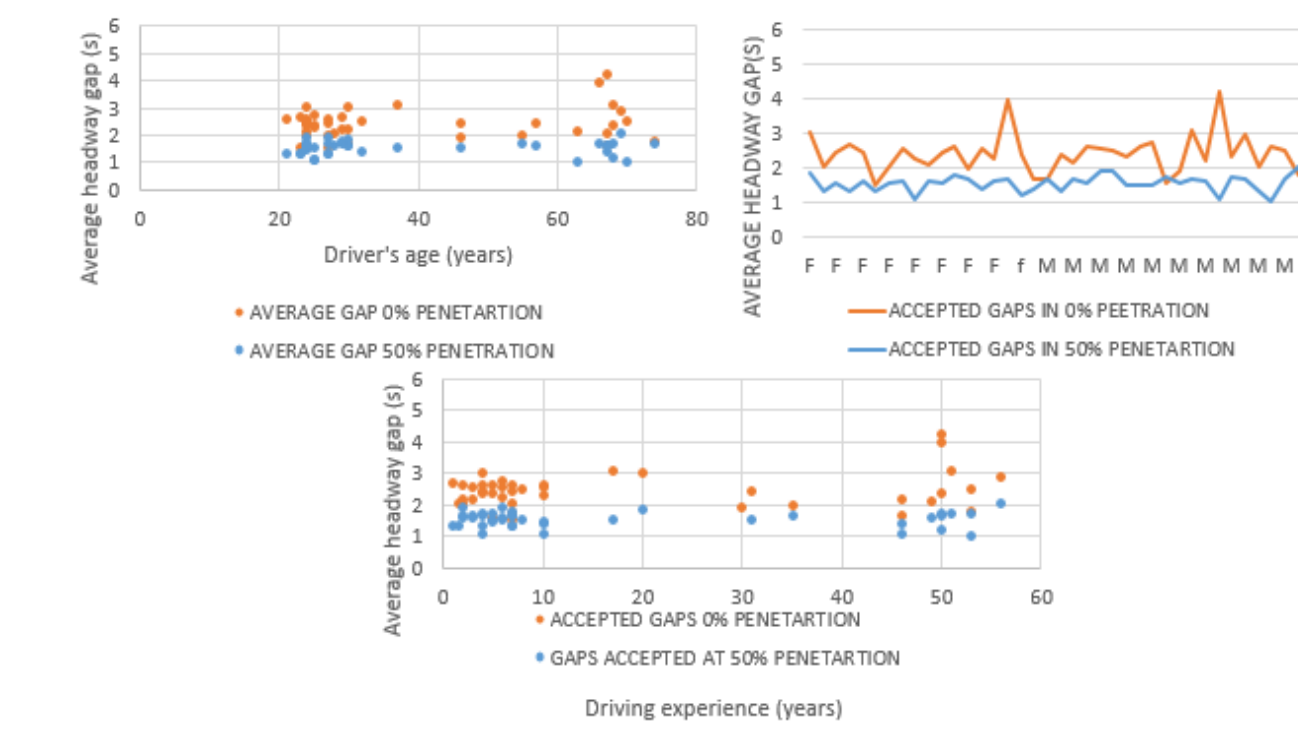 6
5
4
3
2
1
0
Average headway gap (s)
0 20 40 60 80
Driver's age (years)
AVERAGE GAP 0% PENETARTION
AVERAGE GAP 50% PENETRATION
6
5
4
3
2
1
0
AVERAGE HEADWAY GAP(S)
F F F F F F F F f M M M M M M M M M M
ACCEPTED GAPS IN 0% PEETRATION
ACCEPTED GAPS IN 50% PENETARTION
6
5
4
3
2
1
0
Average headway gap (s)
0 10 20 30 40 50 60
ACCEPTED GAPS 0% PENETARTION
GAPS ACCEPTED AT 50% PENETARTION
Driving experience (years)